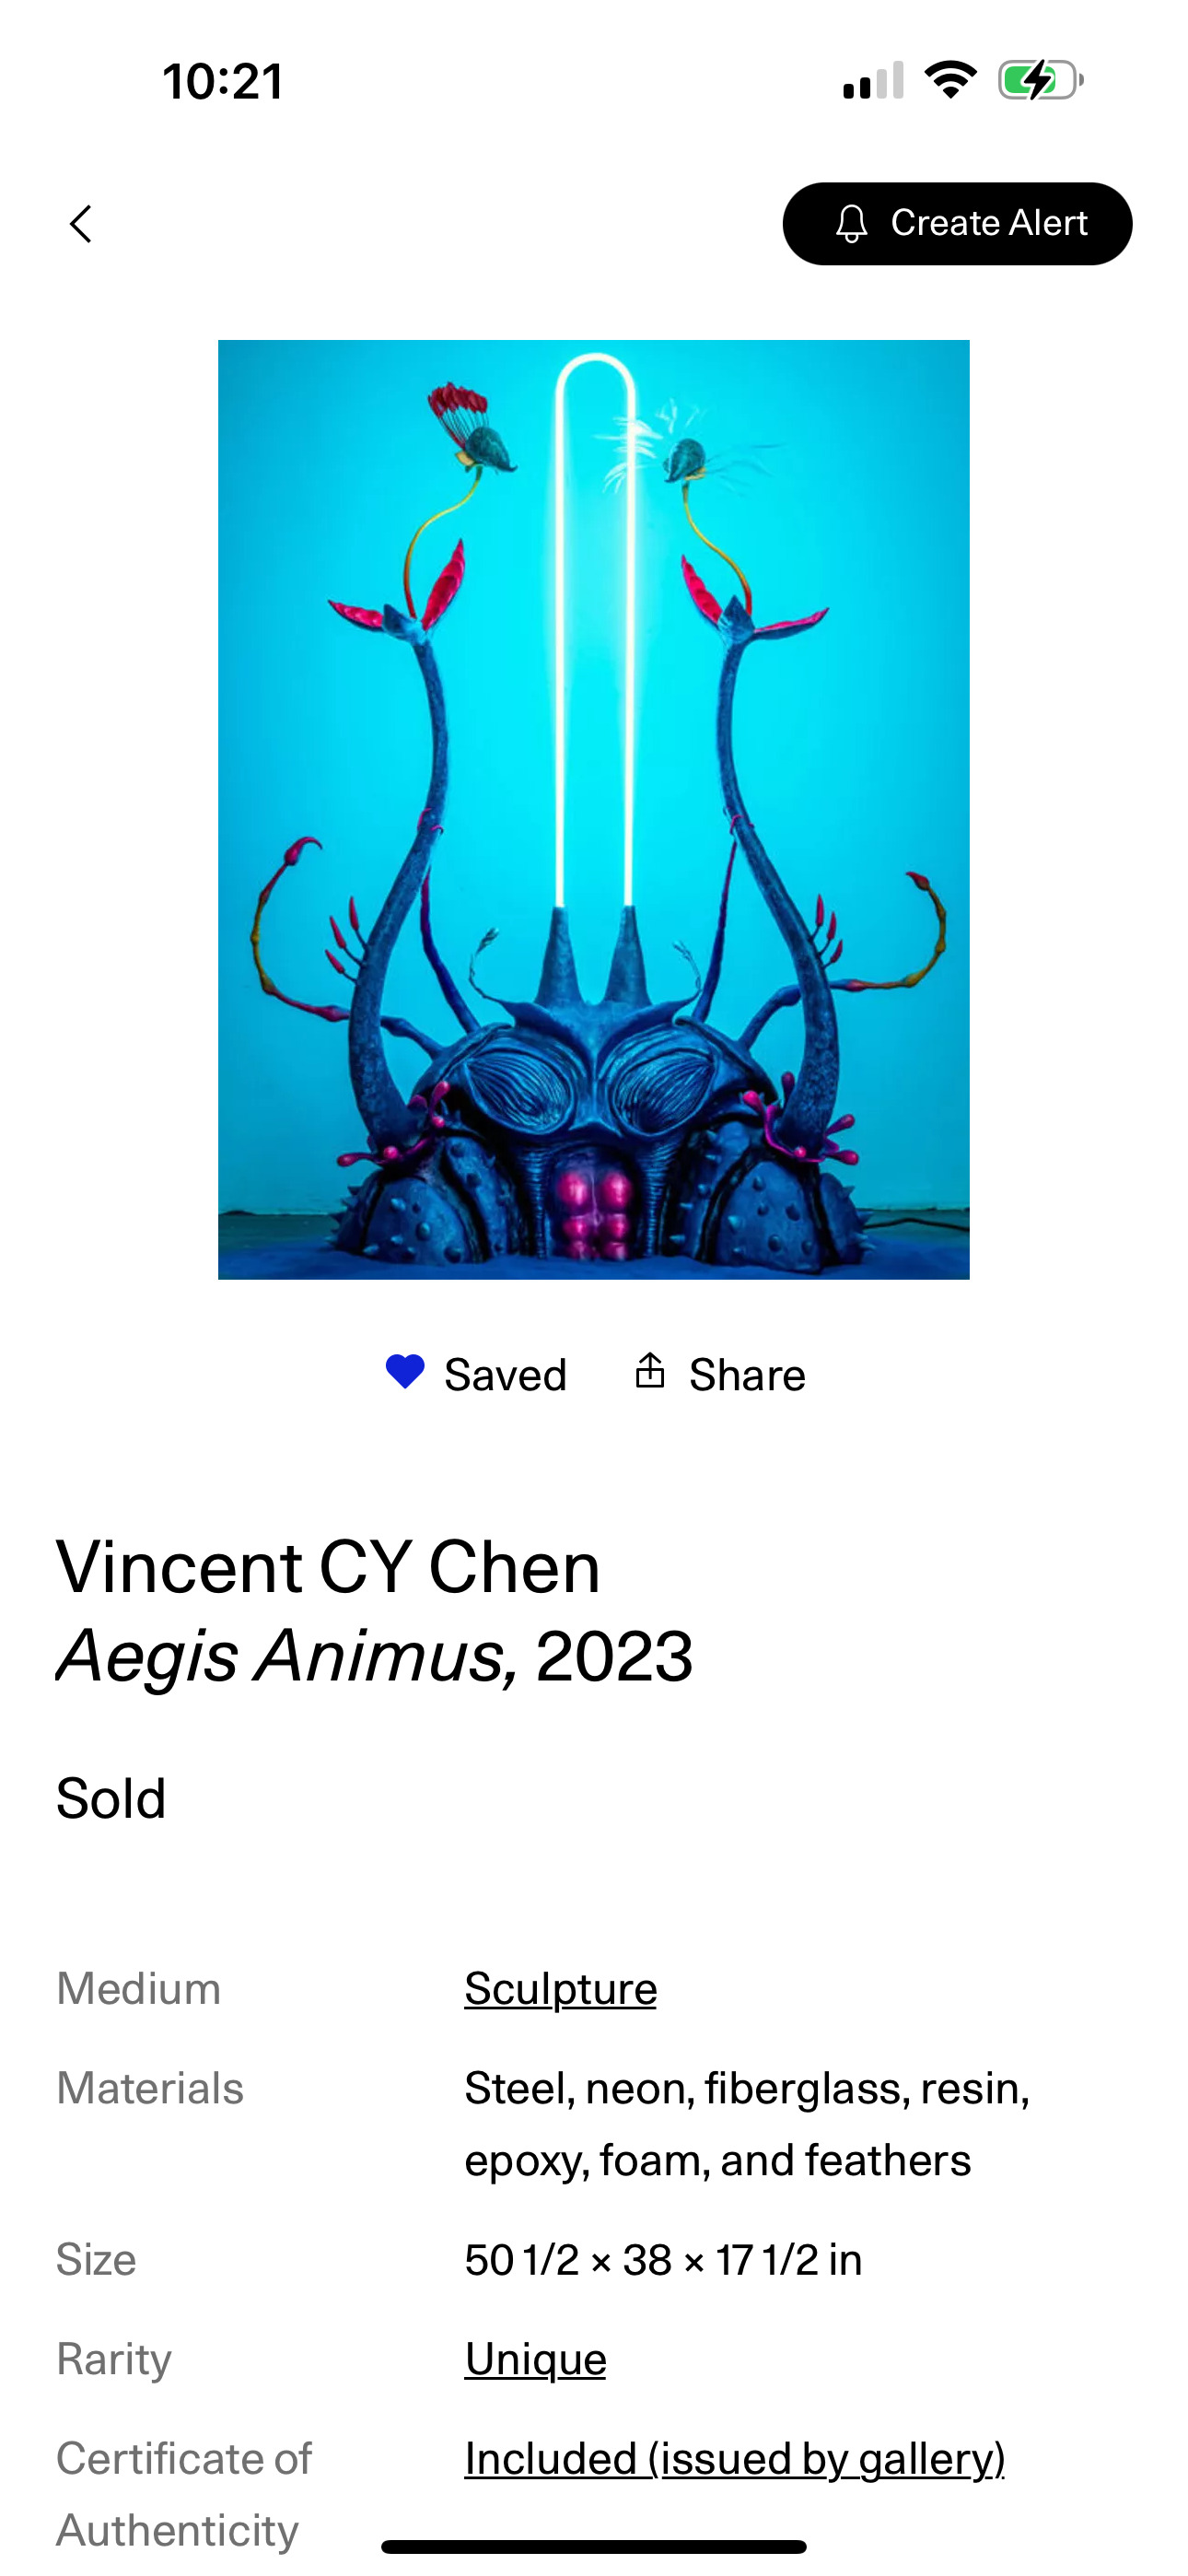 10:21
Create Alert
Saved Share
Vincent CY Chen
Aegis Animus, 2023
Sold
Medium Sculpture
Materials Steel, neon, fiberglass, resin,
epoxy, foam, and feathers
Size 50 1/2 × 38 × 17 1/2 in
Rarity Unique
Certificate of Included (issued by gallery)
Authenticity